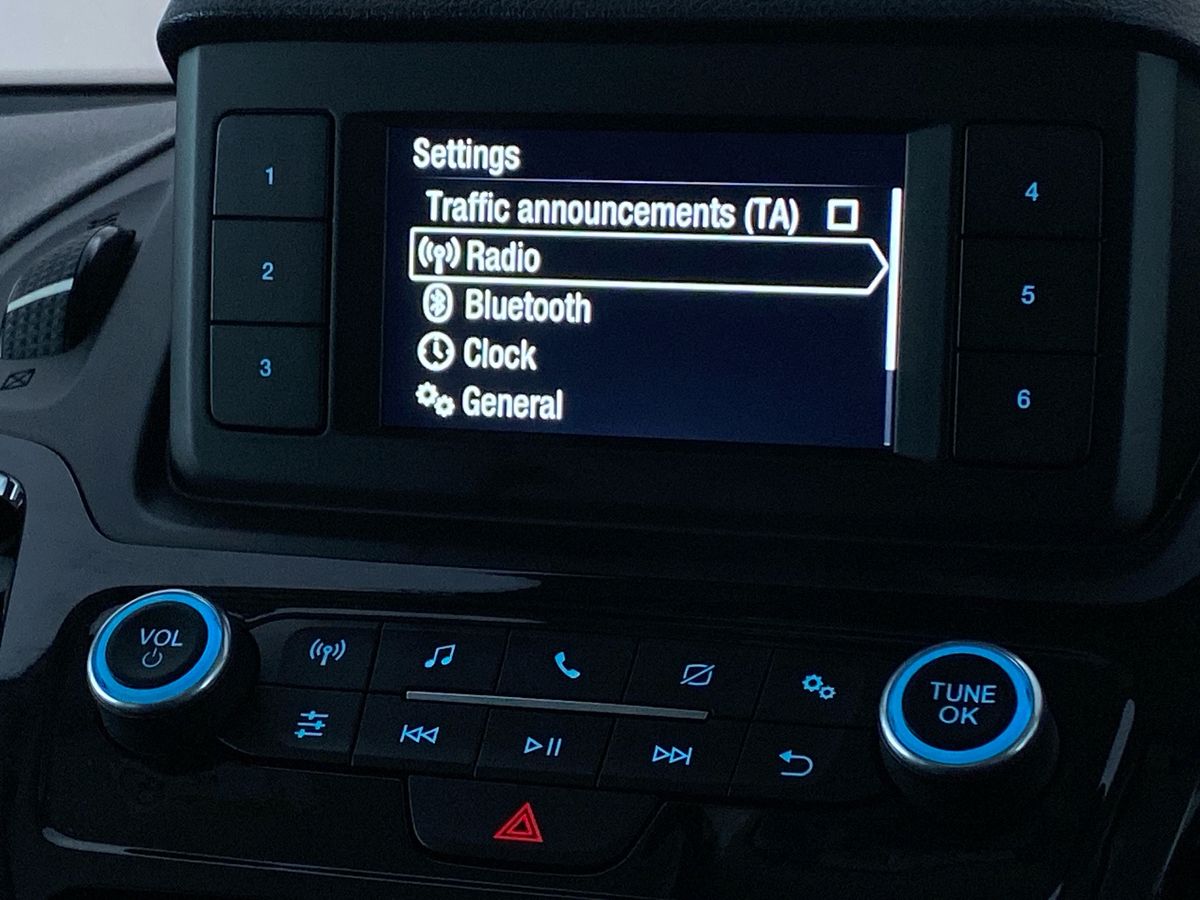 Settings
Traffic announcements (TA)
Radio
Bluetooth
Clock
General
1
2
3
4
5
6
VOL
TUNE
OK